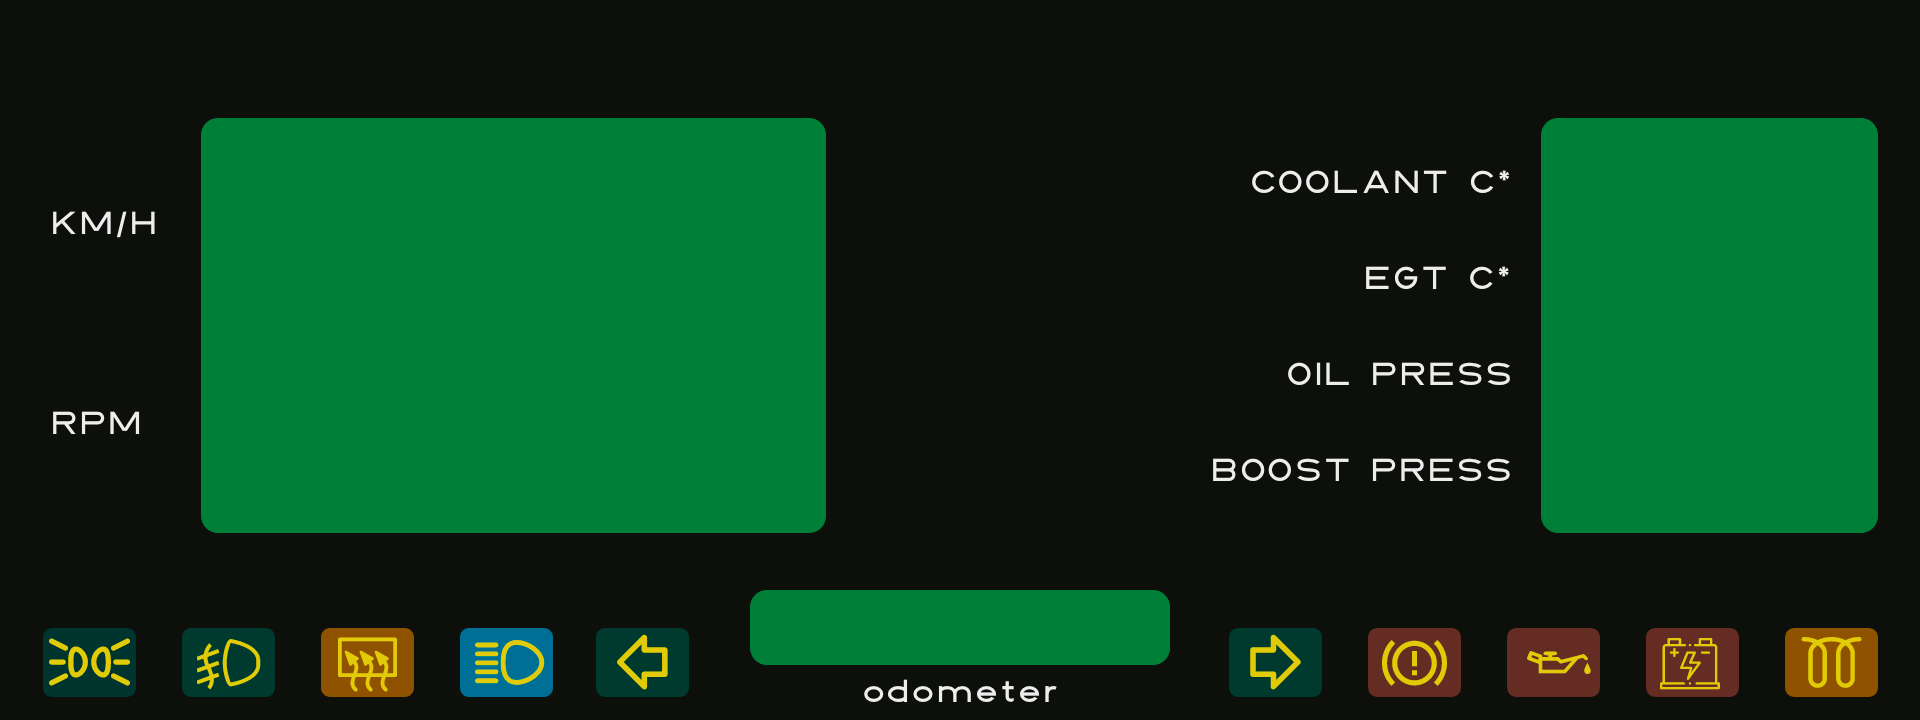 KM/H
RPM
COOLANT C*
EGT C*
OIL PRESS
BOOST PRESS
odometer